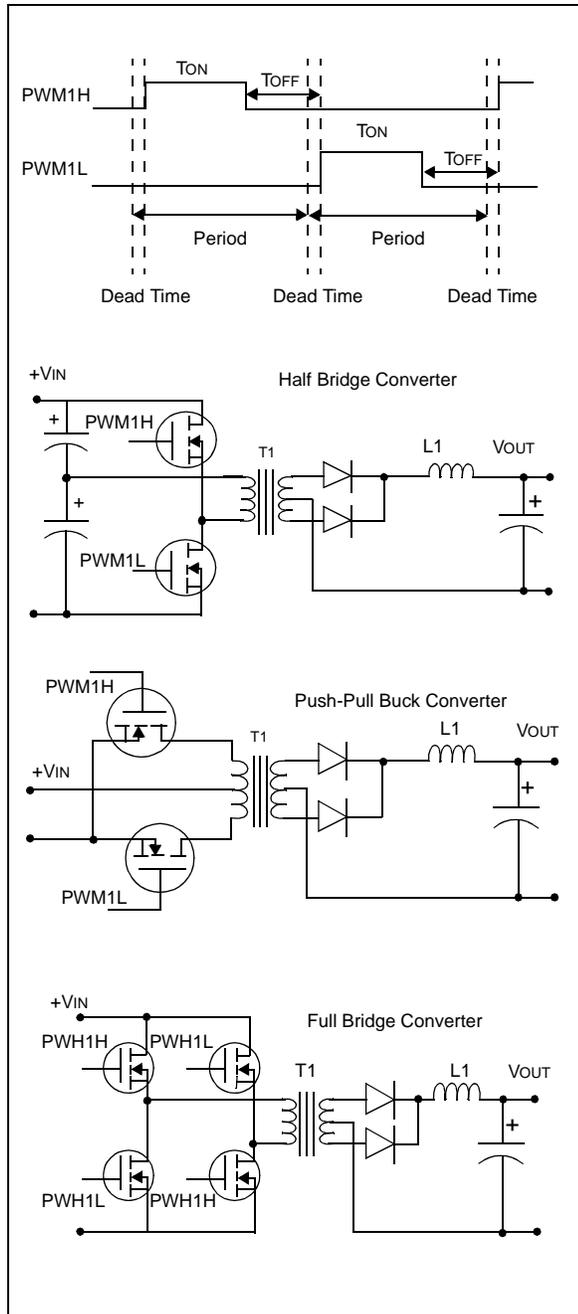 TON
TOFF
PWM1H
TON
TOFF
PWM1L
Period
Period
Dead Time
Dead Time
Dead Time
+VIN
Half Bridge Converter
+
PWM1H
T1
L1
VOUT
+
+
PWM1L
PWM1H
Push-Pull Buck Converter
T1
L1
VOUT
+VIN
+
PWM1L
+VIN
Full Bridge Converter
PWH1H
PWH1L
T1
L1
VOUT
+
PWH1L
PWH1H